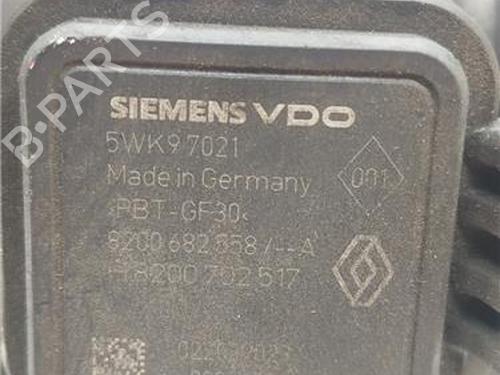 B-PARTS
SIEMENS VDO
5WK9 7021
Made in Germany
001
>PBT-GF30<
8200 682 558 /--A
H8200 702 517